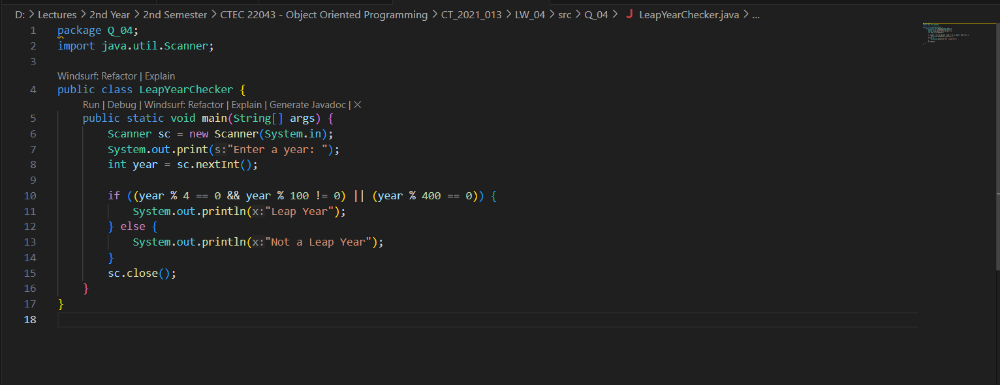 D: > Lectures > 2nd Year > 2nd Semester > CTEC 22043 - Object Oriented Programming > CT_2021_013 > LW_04 > src > Q_04 > J LeapYearChecker.java > ...
1 package Q_04;
2 import java.util.Scanner;
3
Windsurf: Refactor | Explain
4 public class LeapYearChecker {
Run | Debug | Windsurf: Refactor | Explain | Generate Javadoc | ✕
5 public static void main(String[] args) {
6 Scanner sc = new Scanner(System.in);
7 System.out.print(s:"Enter a year: ");
8 int year = sc.nextInt();
9
10 if ((year % 4 == 0 && year % 100 != 0) || (year % 400 == 0)) {
11 System.out.println(x:"Leap Year");
12 } else {
13 System.out.println(x:"Not a Leap Year");
14 }
15 sc.close();
16 }
17 }
18